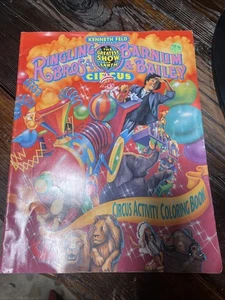 KENNETH FELD
RINGLING BARNUM
BROS. & BAILEY
THE
GREATEST
SHOW
ON
EARTH
CIRCUS
CIRCUS ACTIVITY COLORING BOOK